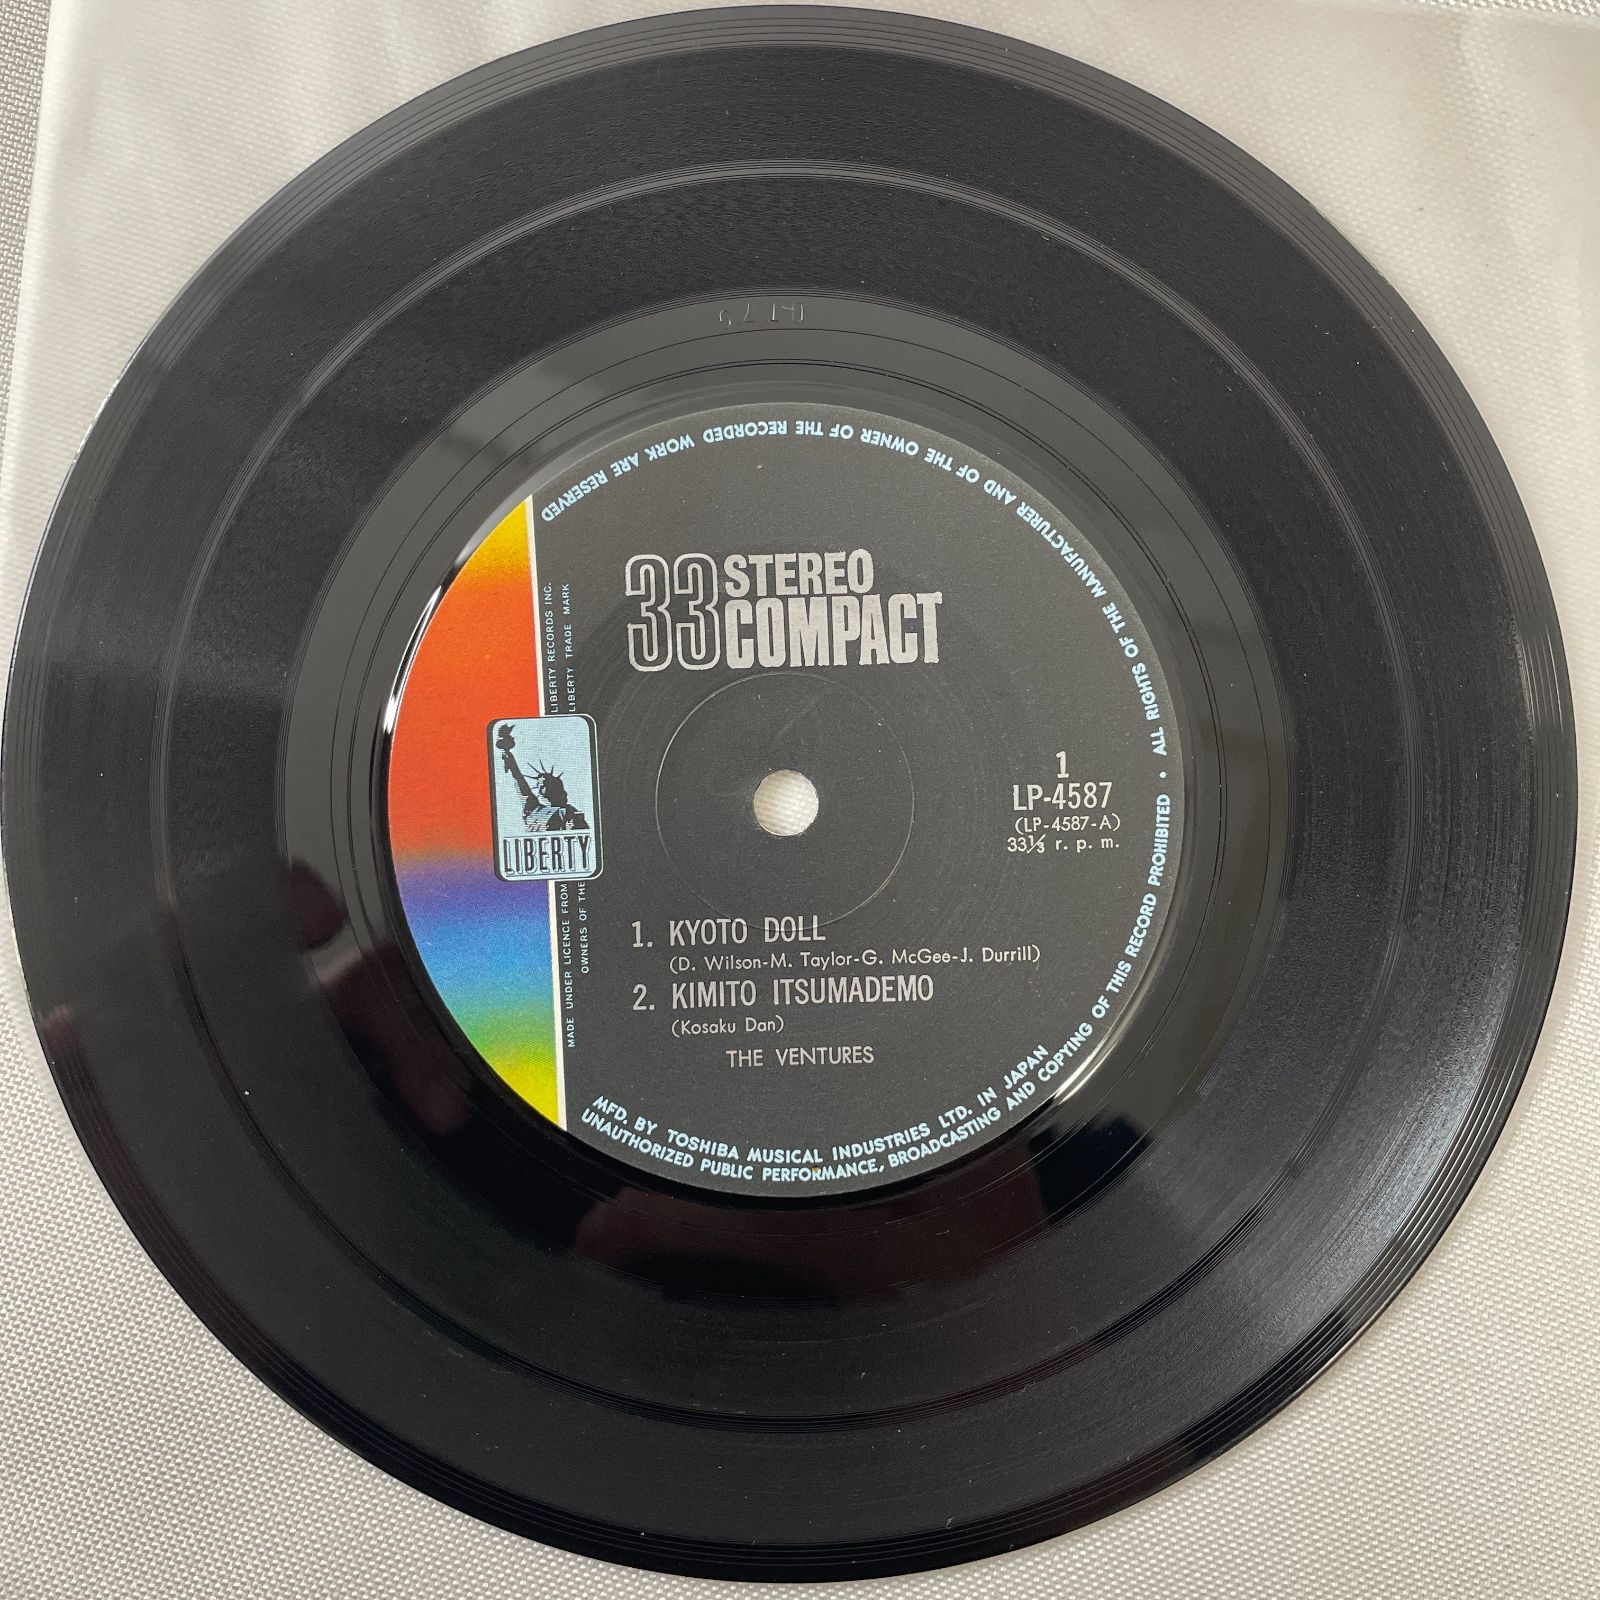 33 STEREO
COMPACT
LIBERTY RECORDS INC.
LIBERTY TRADE MARK
LIBERTY
MADE UNDER LICENCE FROM
OWNERS OF THE
1
LP-4587
(LP-4587-A)
33⅓ r. p. m.
1. KYOTO DOLL
(D. Wilson-M. Taylor-G. McGee-J. Durrill)
2. KIMITO ITSUMADEMO
(Kosaku Dan)
THE VENTURES
MFD. BY TOSHIBA MUSICAL INDUSTRIES LTD. IN JAPAN
UNAUTHORIZED PUBLIC PERFORMANCE, BROADCASTING AND COPYING OF THIS RECORD PROHIBITED • ALL RIGHTS OF THE MANUFACTURER AND OF THE OWNER OF THE RECORDED WORK ARE RESERVED